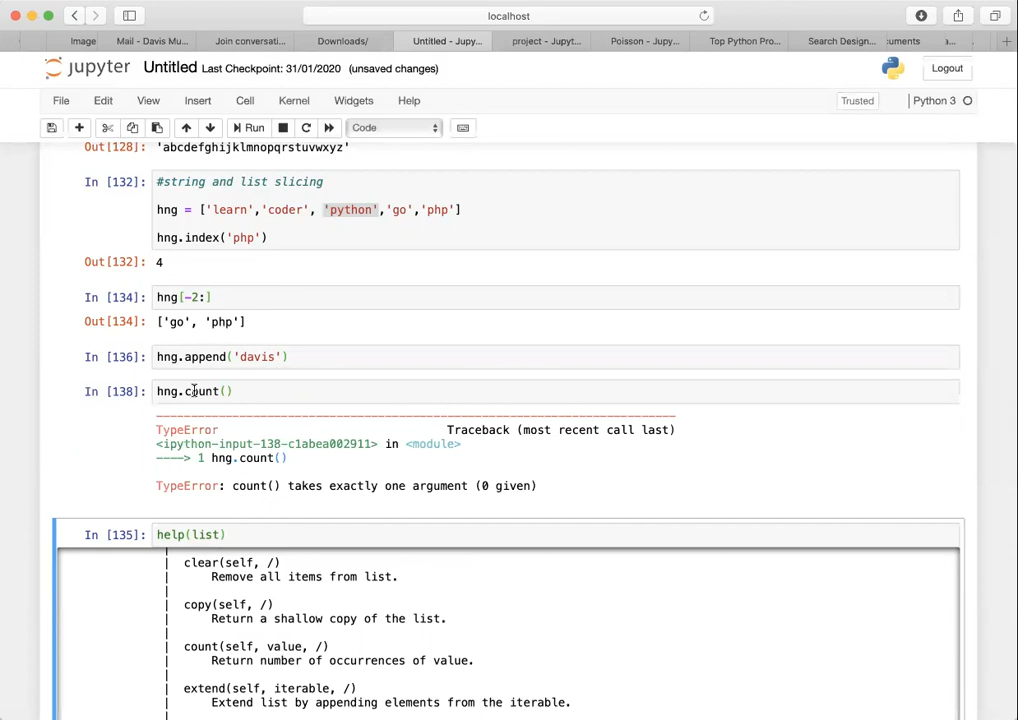 localhost
Image
Mail - Davis Mu...
Join conversati...
Downloads/
Untitled - Jupy...
project - Jupyt...
Poisson - Jupy...
Top Python Pro...
Search Design...
cuments
a...
jupyter Untitled Last Checkpoint: 31/01/2020 (unsaved changes)
Logout
File Edit View Insert Cell Kernel Widgets Help
Trusted
Python 3
Run
Code
Out[128]: 'abcdefghijklmnopqrstuvwxyz'
In [132]: #string and list slicing
hng = ['learn','coder', 'python','go','php']
hng.index('php')
Out[132]: 4
In [134]: hng[-2:]
Out[134]: ['go', 'php']
In [136]: hng.append('davis')
In [138]: hng.count()
TypeError Traceback (most recent call last)
<ipython-input-138-c1abea002911> in <module>
----> 1 hng.count()
TypeError: count() takes exactly one argument (0 given)
In [135]: help(list)
| clear(self, /)
| Remove all items from list.
|
| copy(self, /)
| Return a shallow copy of the list.
|
| count(self, value, /)
| Return number of occurrences of value.
|
| extend(self, iterable, /)
| Extend list by appending elements from the iterable.